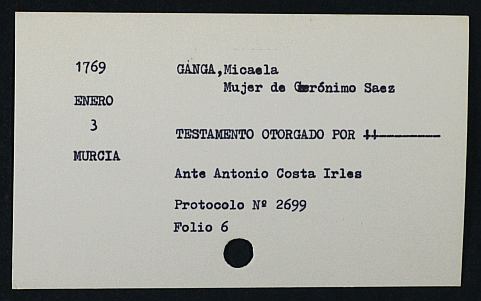 1769
ENERO
3
MURCIA
GANGA,Micaela
Mujer de Gerónimo Saez
TESTAMENTO OTORGADO POR
Ante Antonio Costa Irles
Protocolo Nº 2699
Folio 6